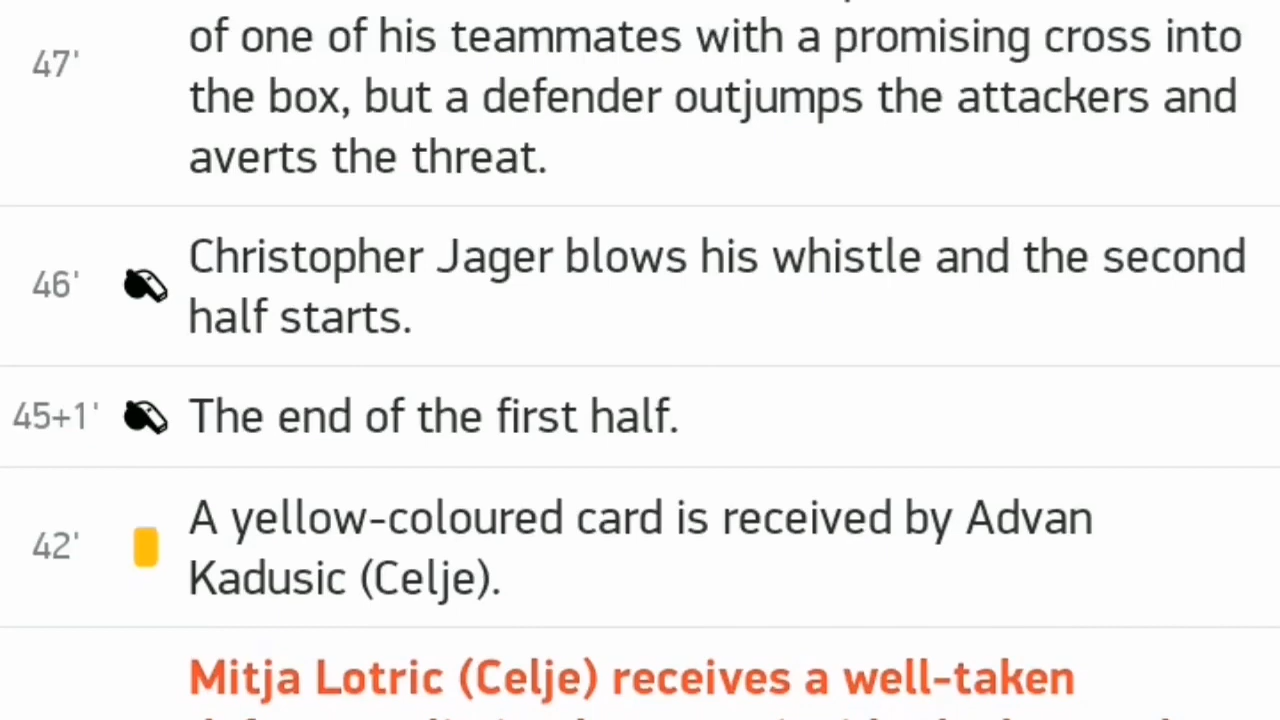 of one of his teammates with a promising cross into
47'
the box, but a defender outjumps the attackers and
averts the threat.
Christopher Jager blows his whistle and the second
46'
half starts.
45+1' The end of the first half.
A yellow-coloured card is received by Advan
42'
Kadusic (Celje).
Mitja Lotric (Celje) receives a well-taken